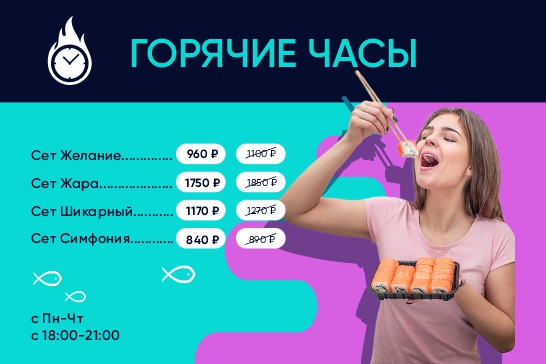 ГОРЯЧИЕ ЧАСЫ
Сет Желание............. 960 ₽ 1100 ₽
Сет Жара.................. 1750 ₽ 1850 ₽
Сет Шикарный.......... 1170 ₽ 1270 ₽
Сет Симфония........... 840 ₽ 890 ₽
с Пн-Чт
с 18:00-21:00